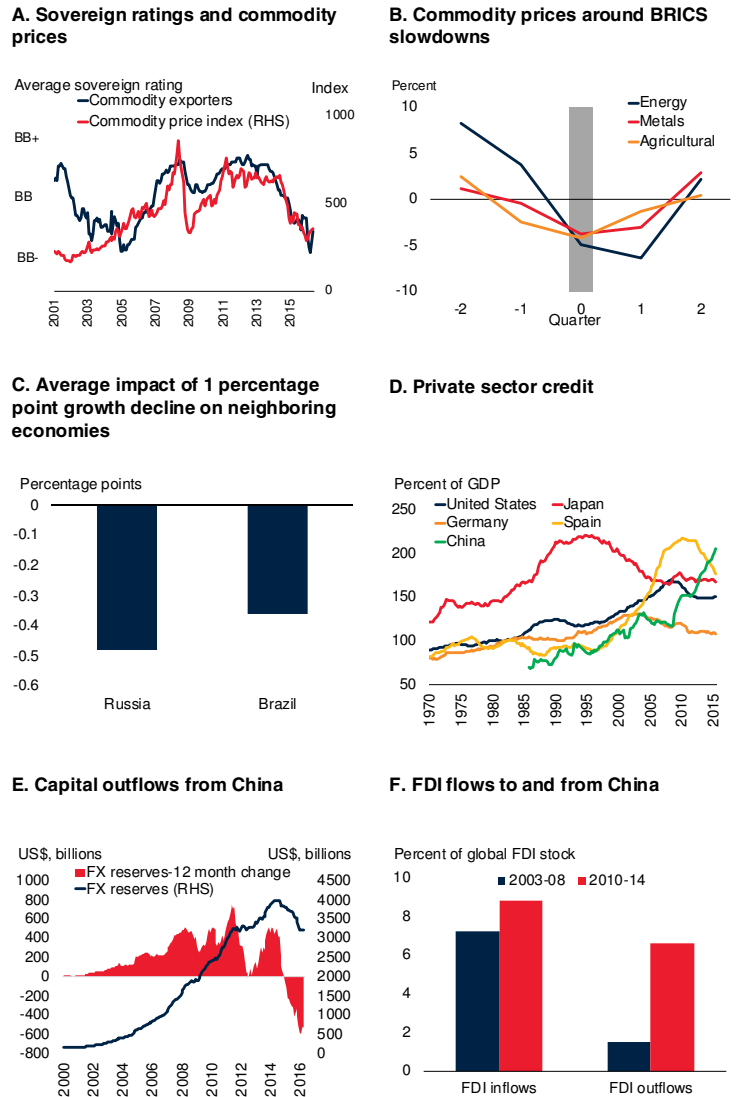 A. Sovereign ratings and commodity
prices
Average sovereign rating
Index
Commodity exporters
Commodity price index (RHS)
1000
500
0
BB+
BB
BB-
2001
2003
2005
2007
2009
2011
2013
2015
B. Commodity prices around BRICS
slowdowns
Percent
Energy
Metals
Agricultural
10
5
0
-5
-10
-2
-1
0
1
2
Quarter
C. Average impact of 1 percentage
point growth decline on neighboring
economies
Percentage points
0
-0.1
-0.2
-0.3
-0.4
-0.5
-0.6
Russia
Brazil
D. Private sector credit
Percent of GDP
United States
Japan
Germany
Spain
China
250
200
150
100
50
1970
1975
1980
1985
1990
1995
2000
2005
2010
2015
E. Capital outflows from China
US$, billions
US$, billions
FX reserves-12 month change
FX reserves (RHS)
1000
800
600
400
200
0
-200
-400
-600
-800
4500
4000
3500
3000
2500
2000
1500
1000
500
0
2000
2002
2004
2006
2008
2010
2012
2014
2016
F. FDI flows to and from China
Percent of global FDI stock
2003-08
2010-14
10
8
6
4
2
0
FDI inflows
FDI outflows